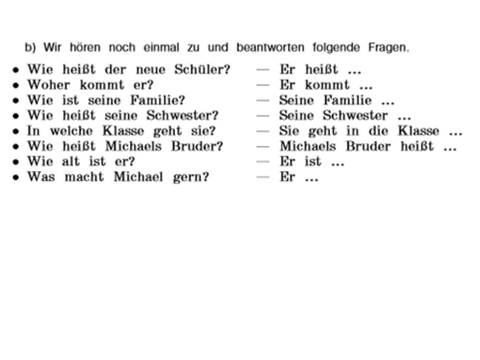 b) Wir hören noch einmal zu und beantworten folgende Fragen.
• Wie heißt der neue Schüler? — Er heißt ...
• Woher kommt er? — Er kommt ...
• Wie ist seine Familie? — Seine Familie ...
• Wie heißt seine Schwester? — Seine Schwester ...
• In welche Klasse geht sie? — Sie geht in die Klasse ...
• Wie heißt Michaels Bruder? — Michaels Bruder heißt ...
• Wie alt ist er? — Er ist ...
• Was macht Michael gern? — Er ...